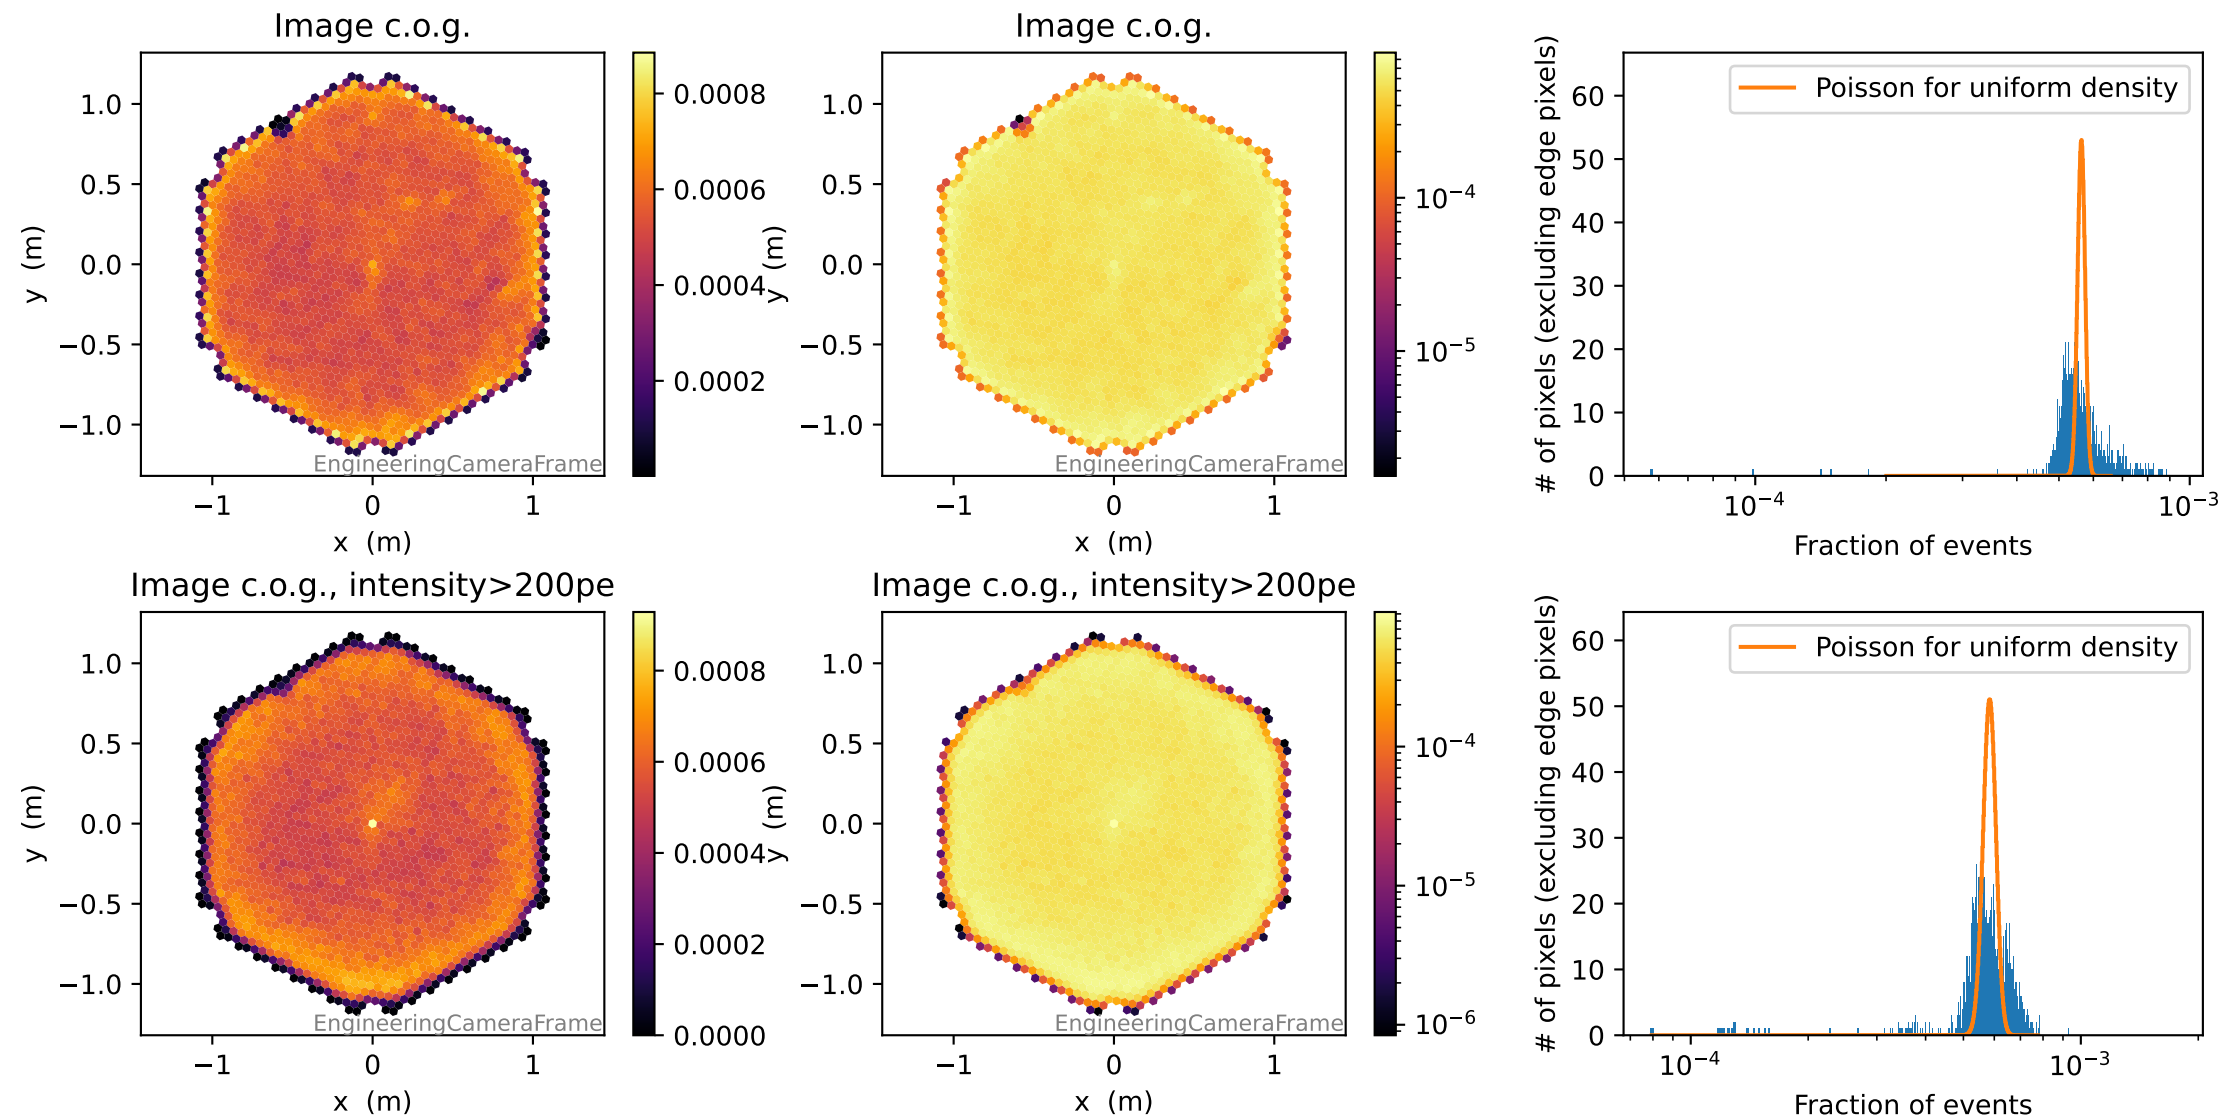 Image c.o.g.
y (m)
1.0
0.5
0.0
−0.5
−1.0
−1
0
1
x (m)
EngineeringCameraFrame
0.0008
0.0006
0.0004
0.0002
Image c.o.g.
y (m)
1.0
0.5
0.0
−0.5
−1.0
−1
0
1
x (m)
EngineeringCameraFrame
10⁻⁴
10⁻⁵
# of pixels (excluding edge pixels)
60
50
40
30
20
10
0
Poisson for uniform density
10⁻⁴
10⁻³
Fraction of events
Image c.o.g., intensity>200pe
y (m)
1.0
0.5
0.0
−0.5
−1.0
−1
0
1
x (m)
EngineeringCameraFrame
0.0008
0.0006
0.0004
0.0002
0.0000
Image c.o.g., intensity>200pe
y (m)
1.0
0.5
0.0
−0.5
−1.0
−1
0
1
x (m)
EngineeringCameraFrame
10⁻⁴
10⁻⁵
10⁻⁶
# of pixels (excluding edge pixels)
60
50
40
30
20
10
0
Poisson for uniform density
10⁻⁴
10⁻³
Fraction of events